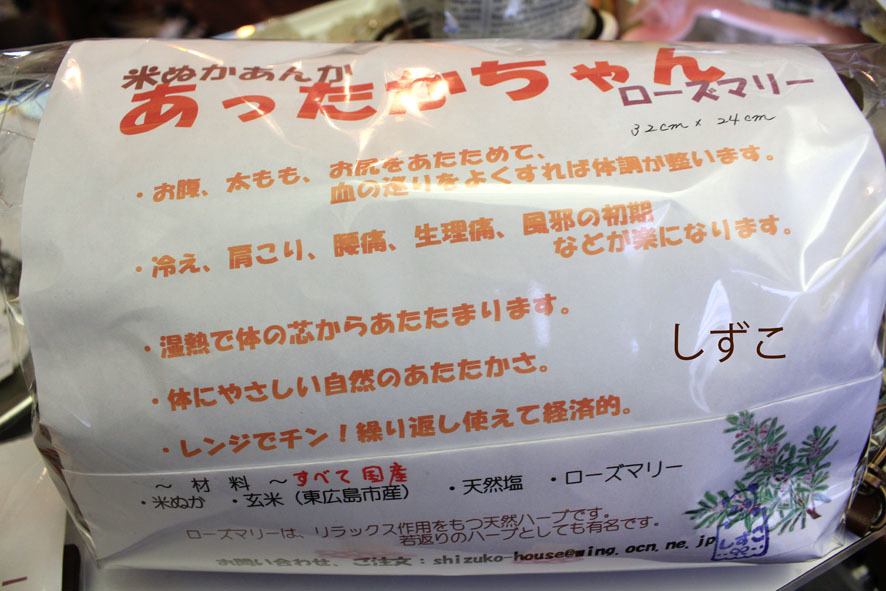 米ぬかあんか
あったかちゃん
ローズマリー
32cm × 24cm
・お腹、太もも、お尻をあたためて、
血の巡りをよくすれば体調が整います。
・冷え、肩こり、腰痛、生理痛、風邪の初期
などが楽になります。
・湿熱で体の芯からあたたまります。
しずこ
・体にやさしい自然のあたたかさ。
・レンジでチン！繰り返し使えて経済的。
～ 材 料 ～すべて国産
・米ぬか ・玄米（東広島市産） ・天然塩 ・ローズマリー
ローズマリーは、リラックス作用をもつ天然ハーブです。
若返りのハーブとしても有名です。
お問い合わせ、ご注文：shizuko-house@wing.ocn.ne.jp